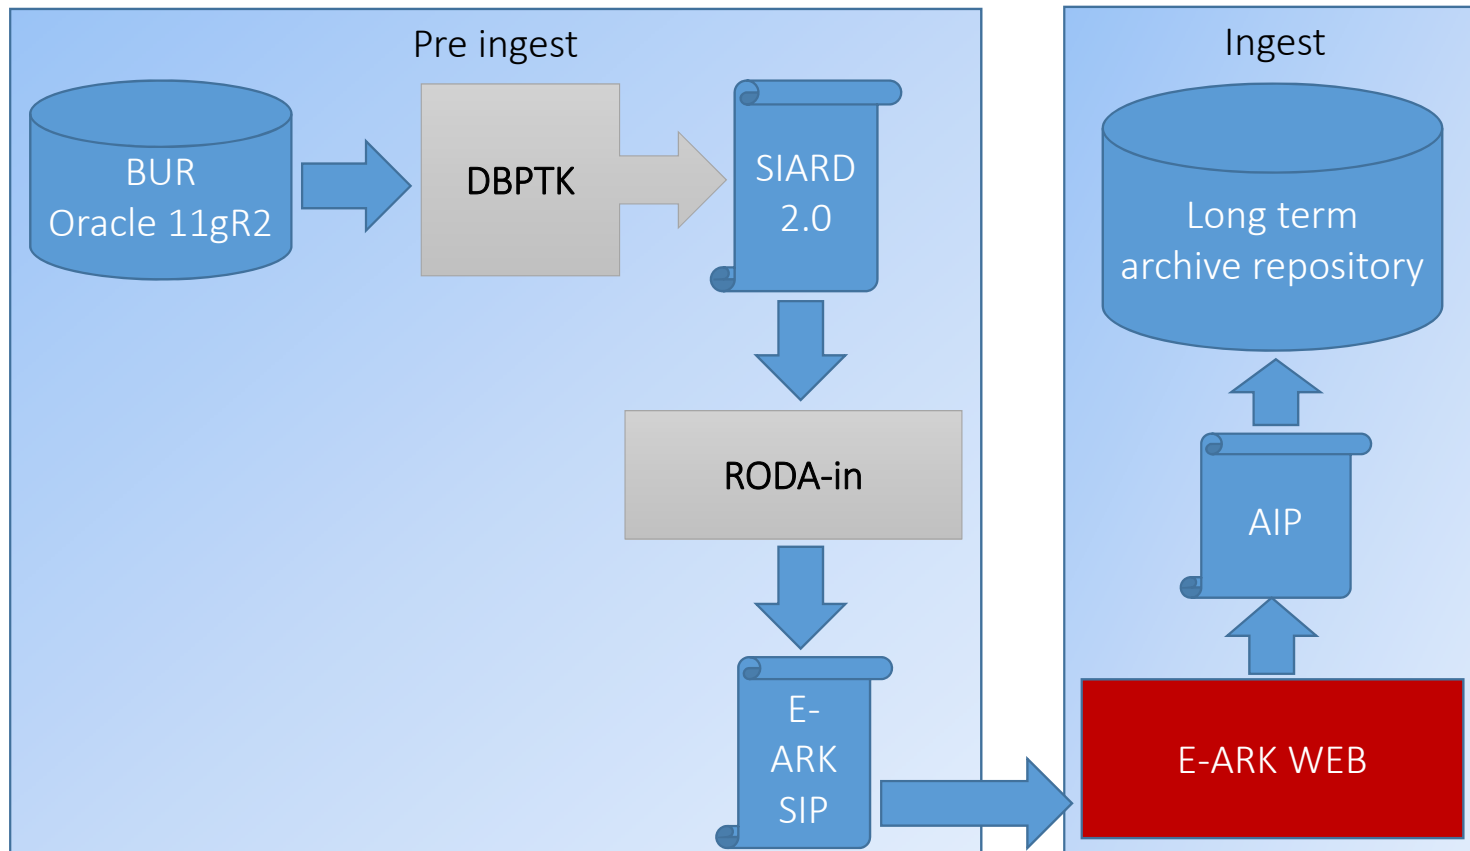 Pre ingest
BUR
Oracle 11gR2
DBPTK
SIARD
2.0
RODA-in
E-
ARK
SIP
Ingest
Long term
archive repository
AIP
E-ARK WEB